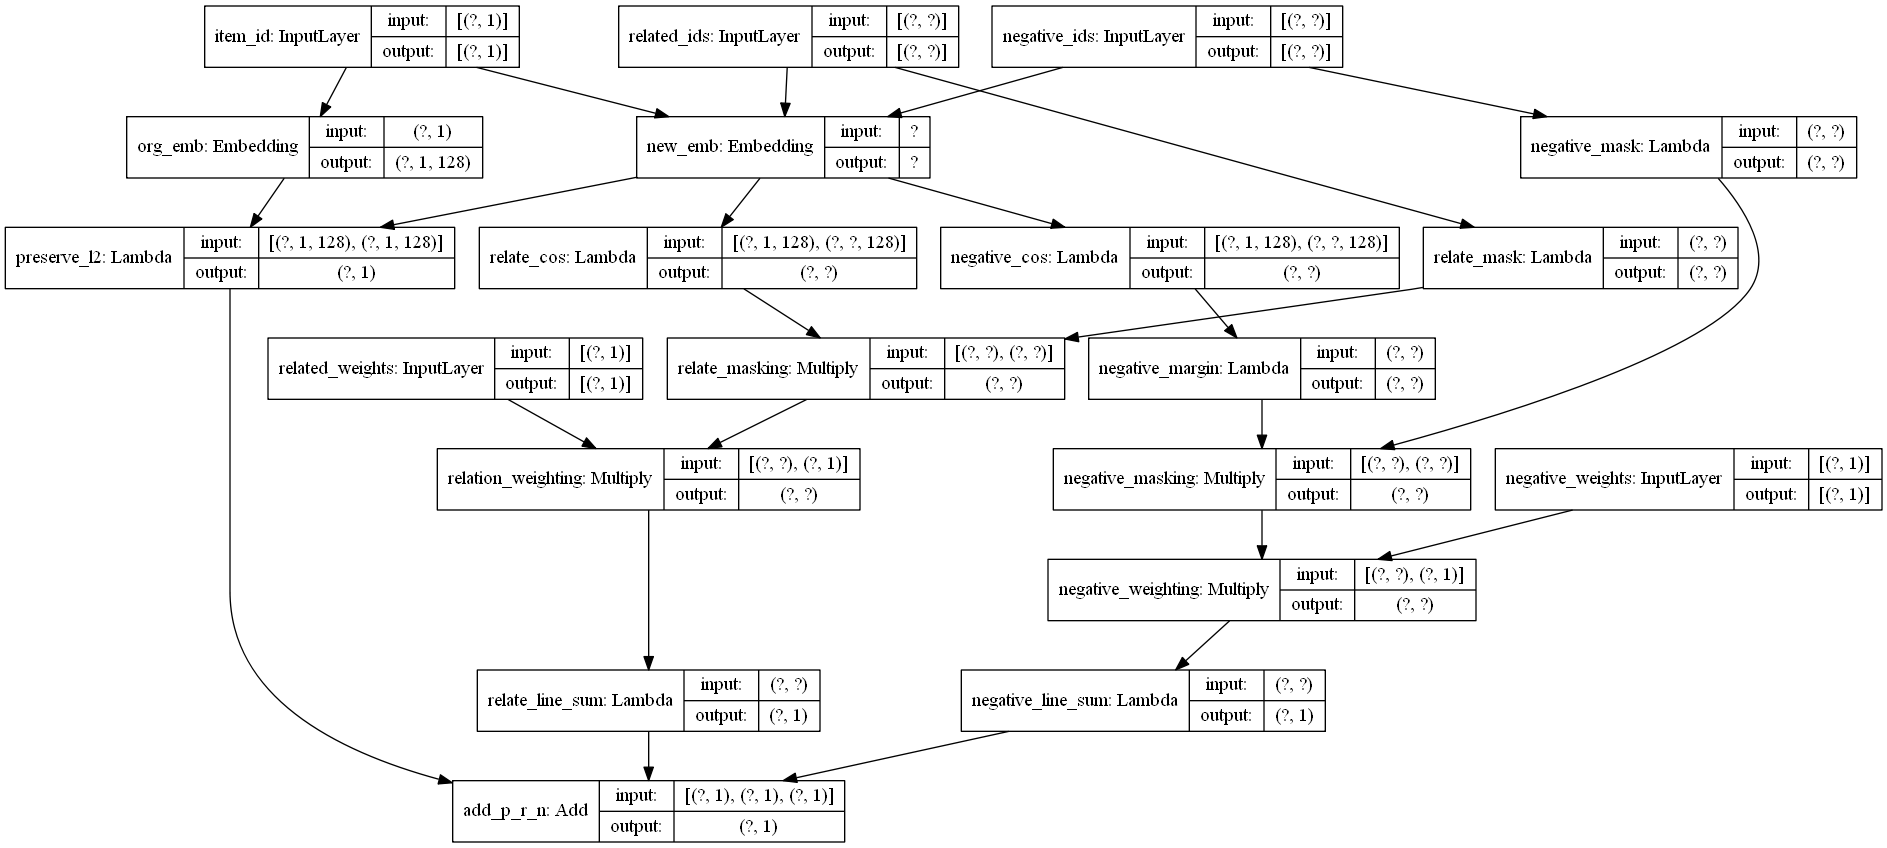 item_id: InputLayer
input: [(?, 1)]
output: [(?, 1)]
related_ids: InputLayer
input: [(?, ?)]
output: [(?, ?)]
negative_ids: InputLayer
input: [(?, ?)]
output: [(?, ?)]
org_emb: Embedding
input: (?, 1)
output: (?, 1, 128)
new_emb: Embedding
input: ?
output: ?
negative_mask: Lambda
input: (?, ?)
output: (?, ?)
preserve_l2: Lambda
input: [(?, 1, 128), (?, 1, 128)]
output: (?, 1)
relate_cos: Lambda
input: [(?, 1, 128), (?, ?, 128)]
output: (?, ?)
negative_cos: Lambda
input: [(?, 1, 128), (?, ?, 128)]
output: (?, ?)
relate_mask: Lambda
input: (?, ?)
output: (?, ?)
related_weights: InputLayer
input: [(?, 1)]
output: [(?, 1)]
relate_masking: Multiply
input: [(?, ?), (?, ?)]
output: (?, ?)
negative_margin: Lambda
input: (?, ?)
output: (?, ?)
relation_weighting: Multiply
input: [(?, ?), (?, 1)]
output: (?, ?)
negative_masking: Multiply
input: [(?, ?), (?, ?)]
output: (?, ?)
negative_weights: InputLayer
input: [(?, 1)]
output: [(?, 1)]
negative_weighting: Multiply
input: [(?, ?), (?, 1)]
output: (?, ?)
relate_line_sum: Lambda
input: (?, ?)
output: (?, 1)
negative_line_sum: Lambda
input: (?, ?)
output: (?, 1)
add_p_r_n: Add
input: [(?, 1), (?, 1), (?, 1)]
output: (?, 1)